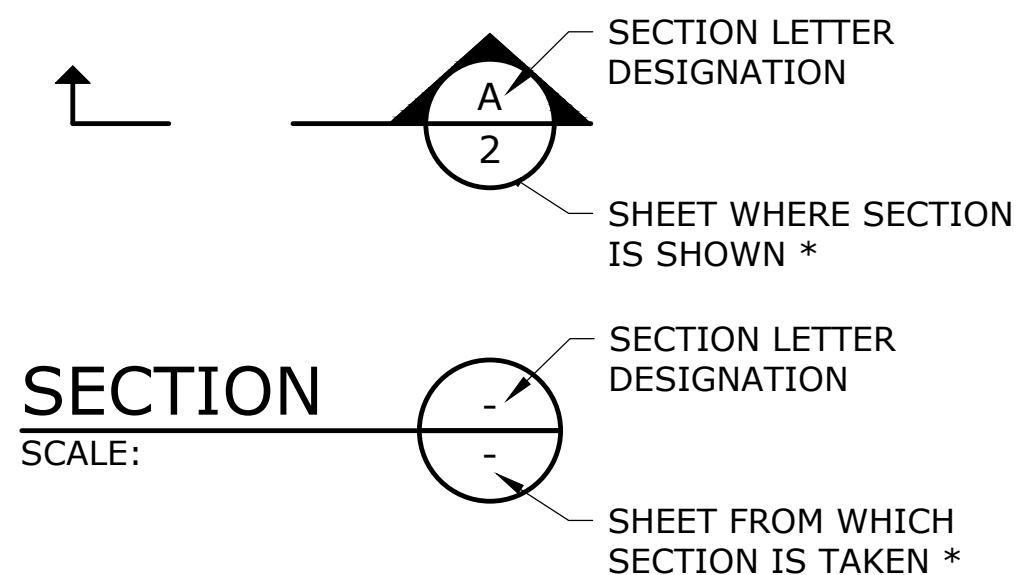 SECTION LETTER
DESIGNATION
A
2
SHEET WHERE SECTION
IS SHOWN *
SECTION LETTER
DESIGNATION
SECTION
-
SCALE:
-
SHEET FROM WHICH
SECTION IS TAKEN *